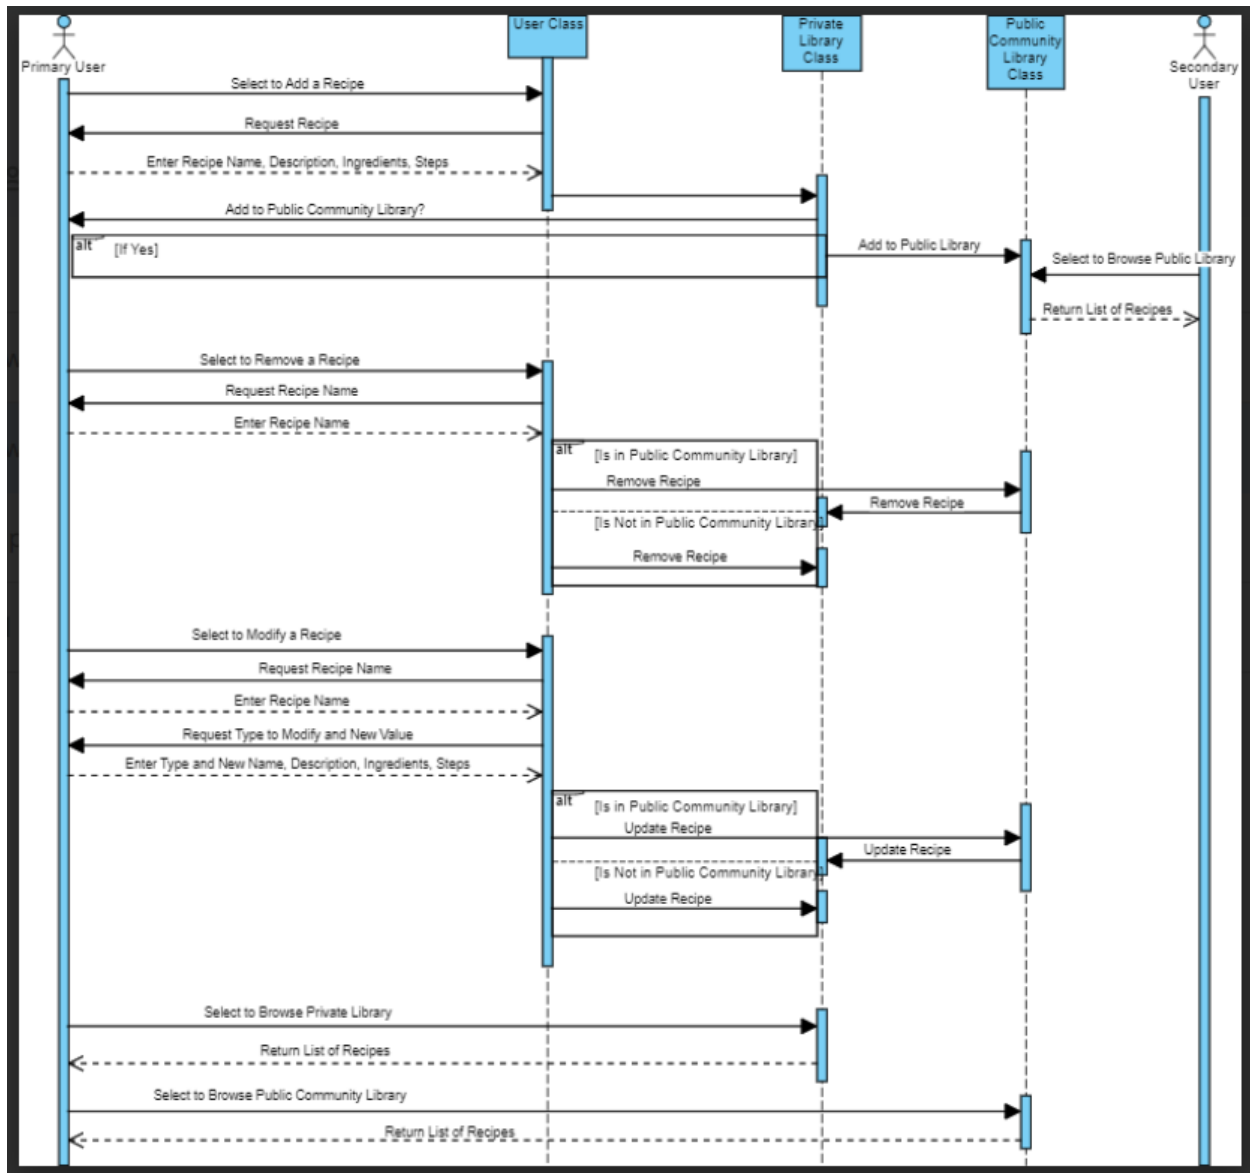 Primary User
User Class
Private
Library
Class
Public
Community
Library
Class
Secondary
User
Select to Add a Recipe
Request Recipe
Enter Recipe Name, Description, Ingredients, Steps
Add to Public Community Library?
alt
[If Yes]
Add to Public Library
Select to Browse Public Library
Return List of Recipes
Select to Remove a Recipe
Request Recipe Name
Enter Recipe Name
alt
[Is in Public Community Library]
Remove Recipe
Remove Recipe
[Is Not in Public Community Library]
Remove Recipe
Select to Modify a Recipe
Request Recipe Name
Enter Recipe Name
Request Type to Modify and New Value
Enter Type and New Name, Description, Ingredients, Steps
alt
[Is in Public Community Library]
Update Recipe
Update Recipe
[Is Not in Public Community Library]
Update Recipe
Select to Browse Private Library
Return List of Recipes
Select to Browse Public Community Library
Return List of Recipes